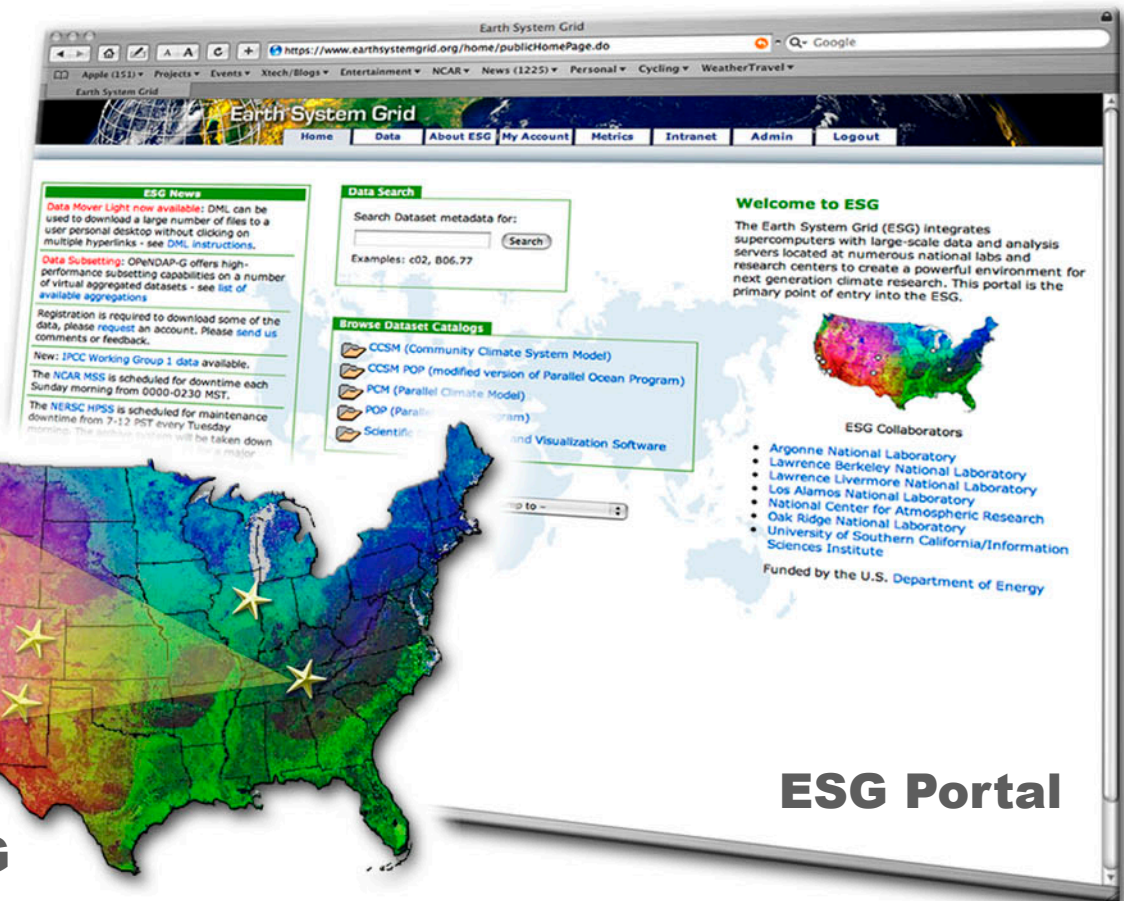 Earth System Grid
A A C + https://www.earthsystemgrid.org/home/publicHomePage.do Q- Google
Apple (151) Projects Events Xtech/Blogs Entertainment NCAR News (1225) Personal Cycling WeatherTravel
Earth System Grid
Earth System Grid
Home Data About ESG My Account Metrics Intranet Admin Logout
ESG News
Data Mover Light now available: DML can be
used to download a large number of files to a
user personal desktop without clicking on
multiple hyperlinks - see DML instructions.
Data Subsetting: OPeNDAP-G offers high-
performance subsetting capabilities on a number
of virtual aggregated datasets - see list of
available aggregations
Registration is required to download some of the
data, please request an account. Please send us
comments or feedback.
New: IPCC Working Group 1 data available.
The NCAR MSS is scheduled for downtime each
Sunday morning from 0000-0230 MST.
The NERSC HPSS is scheduled for maintenance
downtime from 7-12 PST every Tuesday
morning. The archive system will be taken down
for a major
Data Search
Search Dataset metadata for:
Search
Examples: c02, B06.77
Browse Dataset Catalogs
CCSM (Community Climate System Model)
CCSM POP (modified version of Parallel Ocean Program)
PCM (Parallel Climate Model)
POP (Parallel
Scientific and Visualization Software
to ~
Welcome to ESG
The Earth System Grid (ESG) integrates
supercomputers with large-scale data and analysis
servers located at numerous national labs and
research centers to create a powerful environment for
next generation climate research. This portal is the
primary point of entry into the ESG.
ESG Collaborators
Argonne National Laboratory
Lawrence Berkeley National Laboratory
Lawrence Livermore National Laboratory
Los Alamos National Laboratory
National Center for Atmospheric Research
Oak Ridge National Laboratory
University of Southern California/Information
Sciences Institute
Funded by the U.S. Department of Energy
ESG Portal
G